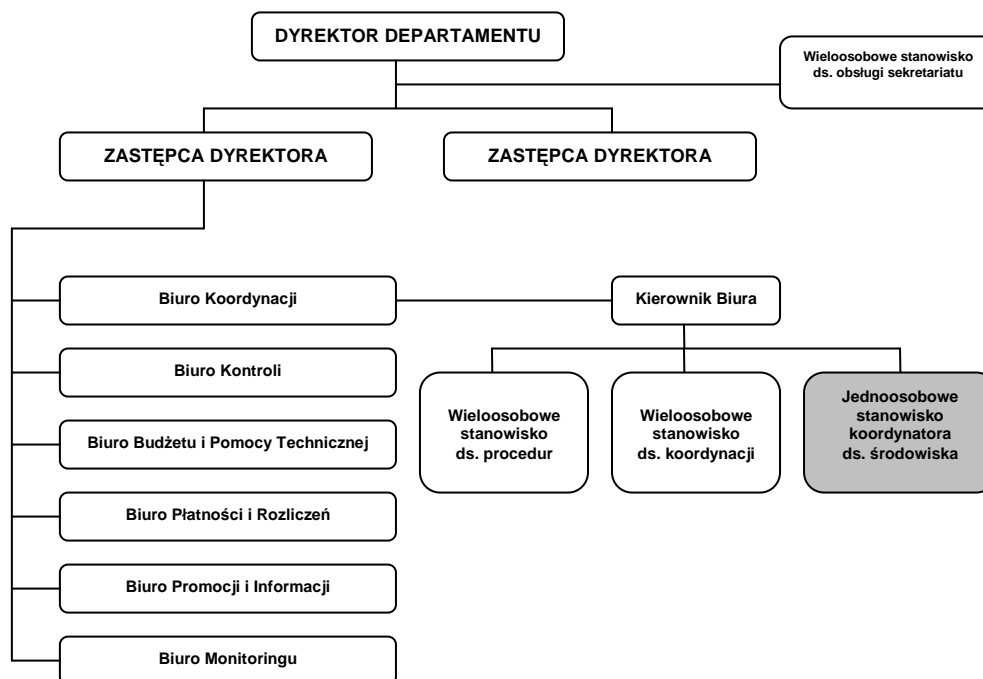 DYREKTOR DEPARTAMENTU
Wieloosobowe stanowisko
ds. obsługi sekretariatu
ZASTĘPCA DYREKTORA
ZASTĘPCA DYREKTORA
Biuro Koordynacji
Kierownik Biura
Biuro Kontroli
Wieloosobowe
stanowisko
ds. procedur
Wieloosobowe
stanowisko
ds. koordynacji
Jednoosobowe
stanowisko
koordynatora
ds. środowiska
Biuro Budżetu i Pomocy Technicznej
Biuro Płatności i Rozliczeń
Biuro Promocji i Informacji
Biuro Monitoringu